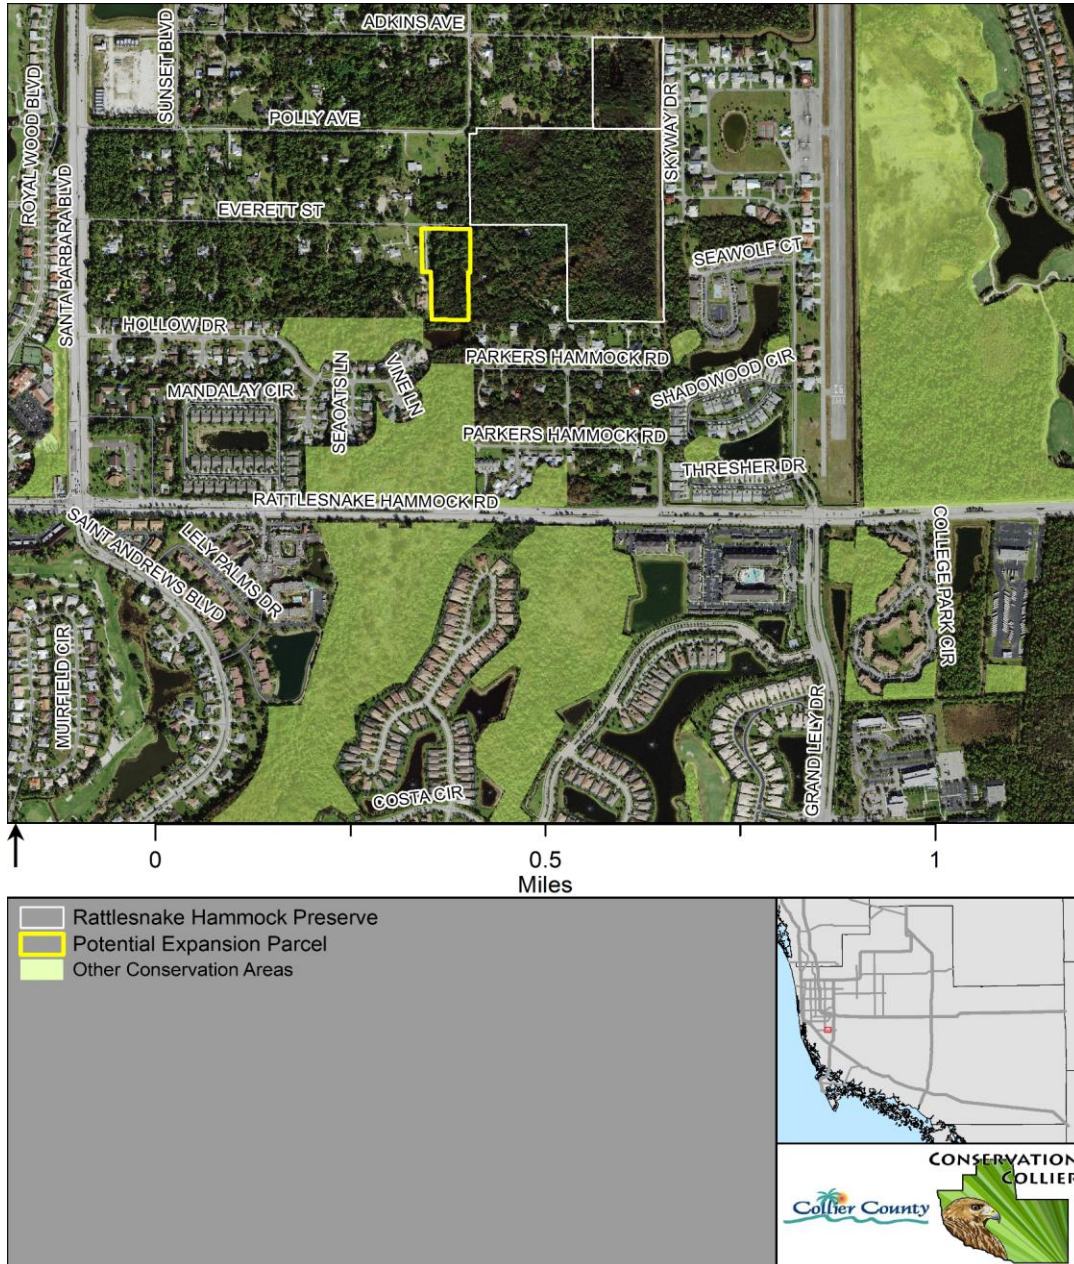 ADKINS AVE
ROYAL WOOD BLVD
SANTA BARBARA BLVD
SUNSET BLVD
SKYWAY DR
POLLY AVE
EVERETT ST
SEAWOLF CT
HOLLOW DR
SEAOATS LN
VINE LN
PARKERS HAMMOCK RD
MANDALAY CIR
SHADOWOOD CIR
PARKERS HAMMOCK RD
THRESHER DR
RATTLESNAKE HAMMOCK RD
SAINT ANDREWS BLVD
LELY PALMS DR
COLLEGE PARK CIR
MUIRFIELD CIR
COSTA CIR
GRAND LELY DR
0
0.5
1
Miles
Rattlesnake Hammock Preserve
Potential Expansion Parcel
Other Conservation Areas
CONSERVATION
COLLIER
Collier County